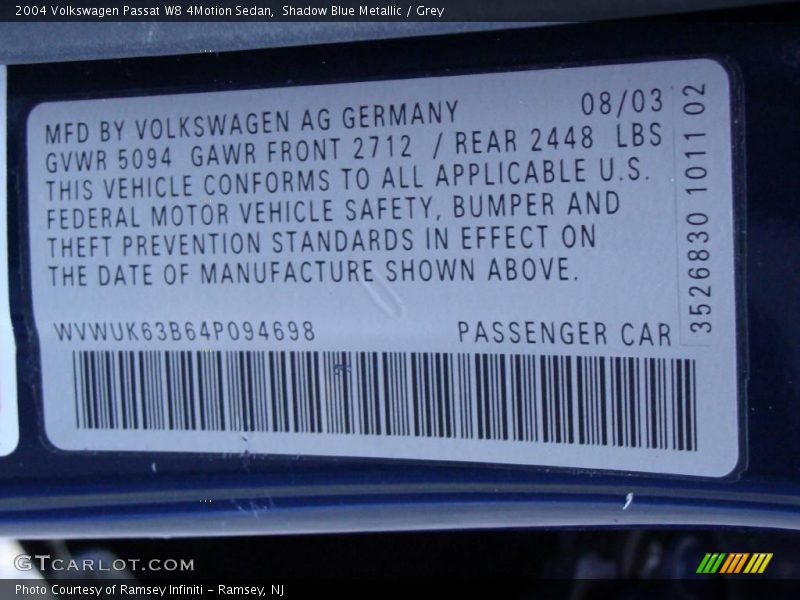 2004 Volkswagen Passat W8 4Motion Sedan, Shadow Blue Metallic / Grey
MFD BY VOLKSWAGEN AG GERMANY 08/03
GVWR 5094 GAWR FRONT 2712 / REAR 2448 LBS
THIS VEHICLE CONFORMS TO ALL APPLICABLE U.S.
FEDERAL MOTOR VEHICLE SAFETY, BUMPER AND
THEFT PREVENTION STANDARDS IN EFFECT ON
THE DATE OF MANUFACTURE SHOWN ABOVE.
WVWUK63B64P094698 PASSENGER CAR
3526830 1011 02
GTCARLOT.COM
Photo Courtesy of Ramsey Infiniti - Ramsey, NJ